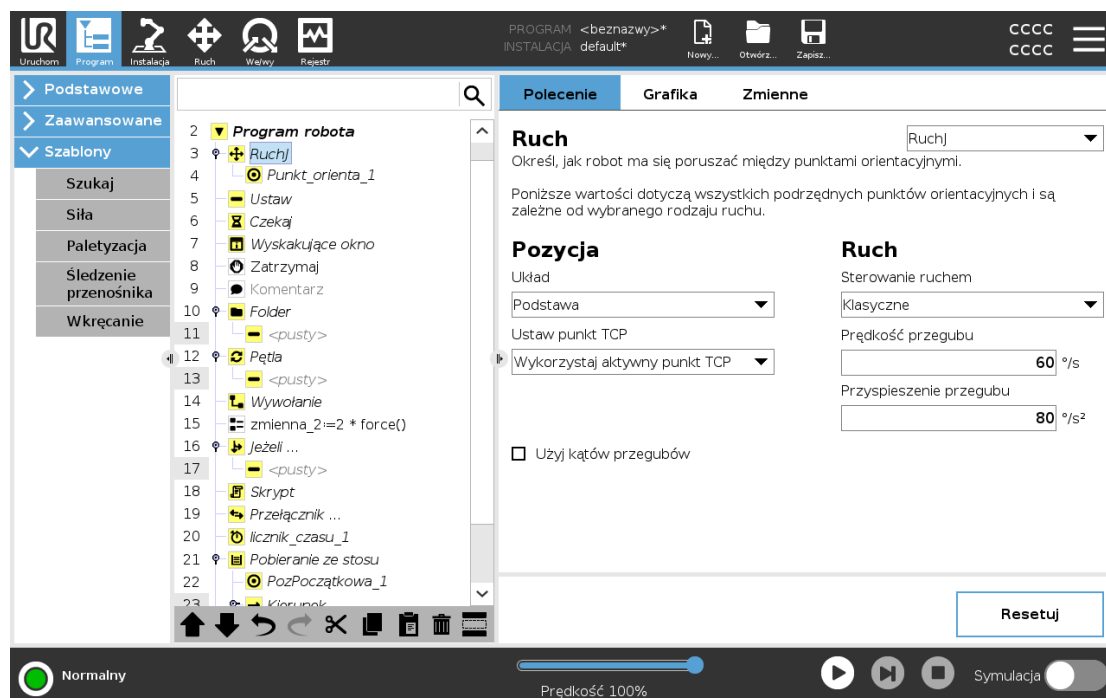 UR
PROGRAM <beznazwy>*
INSTALACJA default*
CCCC
CCCC
Uruchom Program Instalacja Ruch We/wy Rejestr Nowy... Otwórz... Zapisz...
Podstawowe
Zaawansowane
Szablony
Szukaj
Siła
Paletyzacja
Śledzenie
przenośnika
Wkręcanie
2 Program robota
3 RuchJ
4 Punkt_orienta_1
5 Ustaw
6 Czekaj
7 Wyskakujące okno
8 Zatrzymaj
9 Komentarz
10 Folder
11 <pusty>
12 Pętla
13 <pusty>
14 Wywołanie
15 zmienna_2:=2 * force()
16 Jeżeli ...
17 <pusty>
18 Skrypt
19 Przełącznik ...
20 licznik_czasu_1
21 Pobieranie ze stosu
22 PozPoczątkowa_1
23 Kierunek
Polecenie Grafika Zmienne
Ruch
RuchJ
Określ, jak robot ma się poruszać między punktami orientacyjnymi.
Poniższe wartości dotyczą wszystkich podrzędnych punktów orientacyjnych i są
zależne od wybranego rodzaju ruchu.
Pozycja
Układ
Podstawa
Ustaw punkt TCP
Wykorzystaj aktywny punkt TCP
Użyj kątów przegubów
Ruch
Sterowanie ruchem
Klasyczne
Prędkość przegubu
60 °/s
Przyspieszenie przegubu
80 °/s²
Resetuj
Normalny
Prędkość 100%
Symulacja